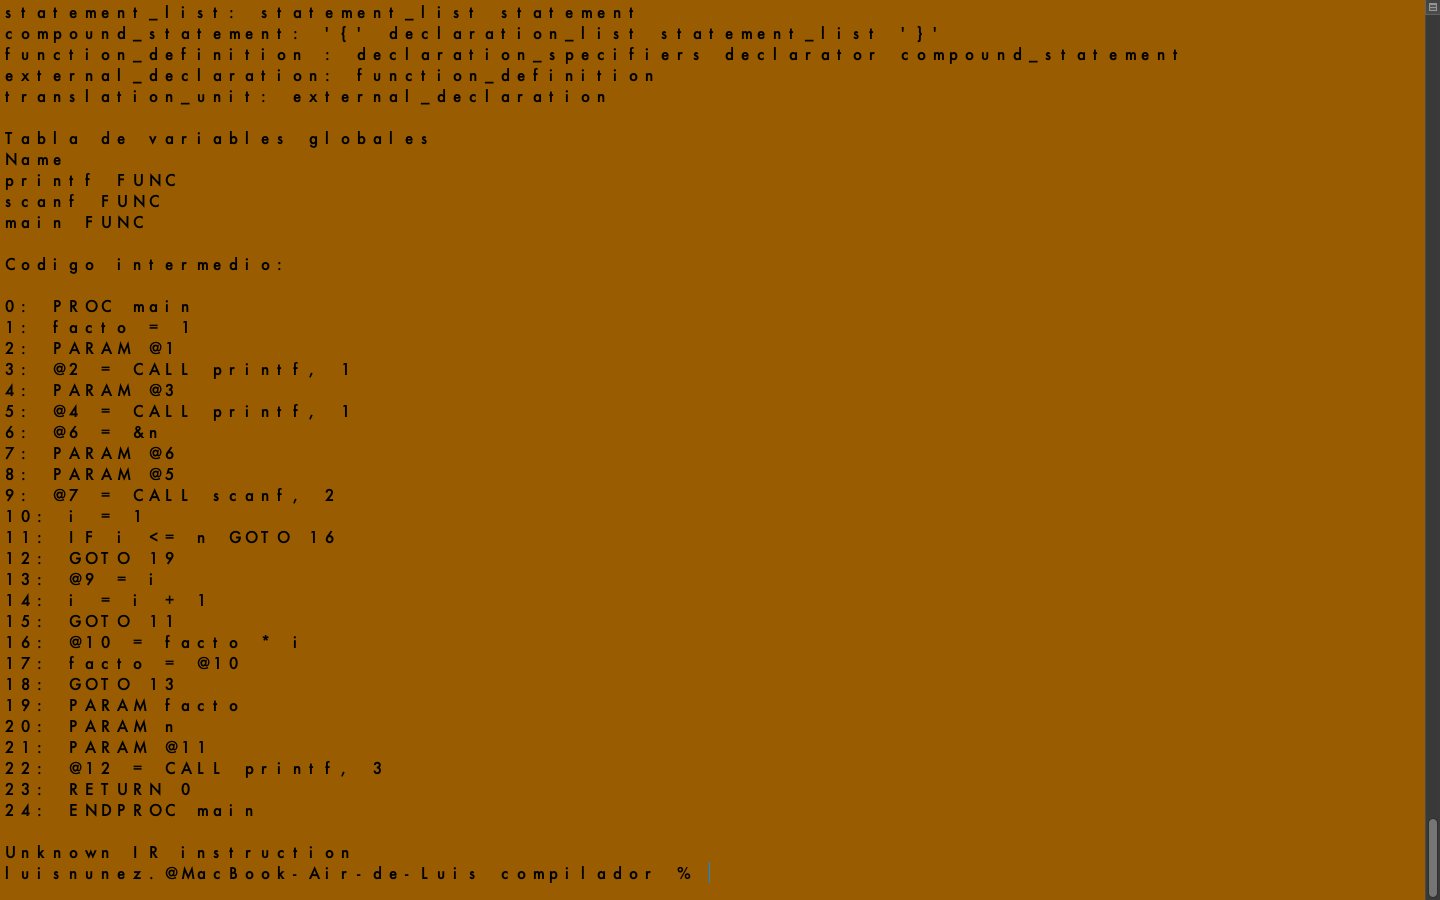 statement_list: statement_list statement
compound_statement: '{' declaration_list statement_list '}'
function_definition : declaration_specifiers declarator compound_statement
external_declaration: function_definition
translation_unit: external_declaration
Tabla de variables globales
Name
printf FUNC
scanf FUNC
main FUNC
Codigo intermedio:
0: PROC main
1: facto = 1
2: PARAM @1
3: @2 = CALL printf, 1
4: PARAM @3
5: @4 = CALL printf, 1
6: @6 = &n
7: PARAM @6
8: PARAM @5
9: @7 = CALL scanf, 2
10: i = 1
11: IF i <= n GOTO 16
12: GOTO 19
13: @9 = i
14: i = i + 1
15: GOTO 11
16: @10 = facto * i
17: facto = @10
18: GOTO 13
19: PARAM facto
20: PARAM n
21: PARAM @11
22: @12 = CALL printf, 3
23: RETURN 0
24: ENDPROC main
Unknown IR instruction
luisnunez.@MacBook-Air-de-Luis compilador %